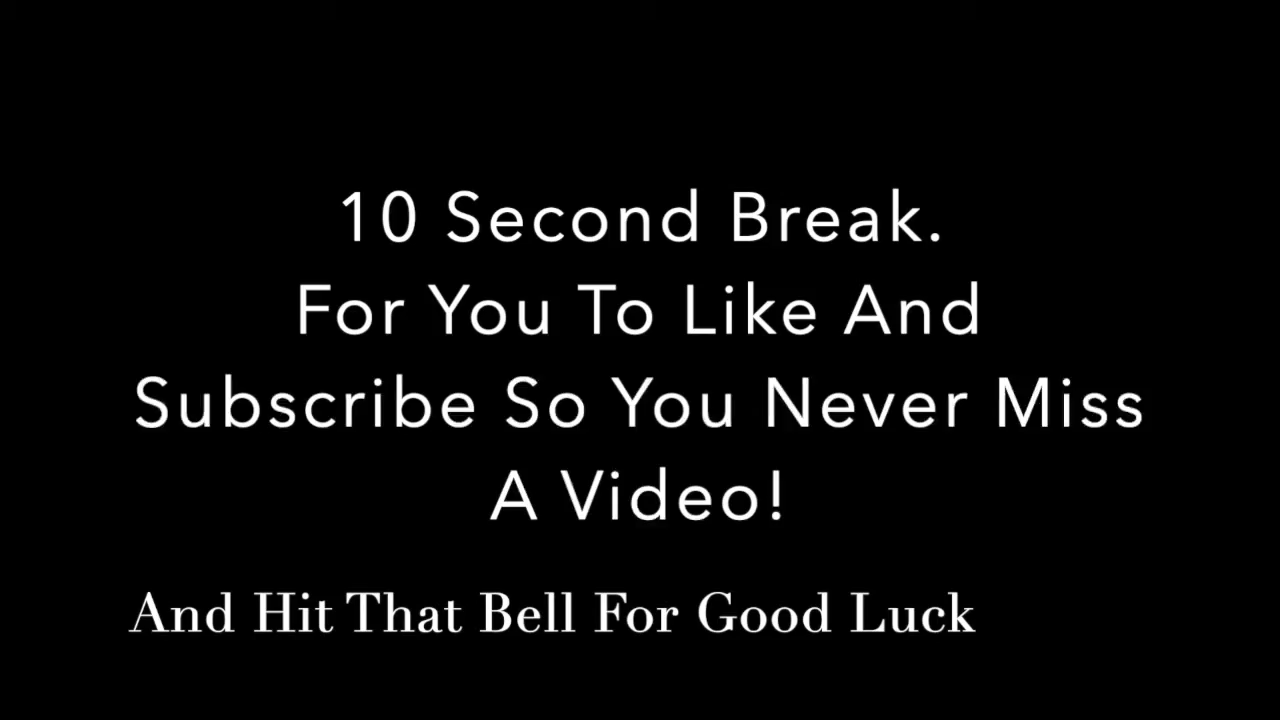 10 Second Break.
For You To Like And
Subscribe So You Never Miss
A Video!
And Hit That Bell For Good Luck